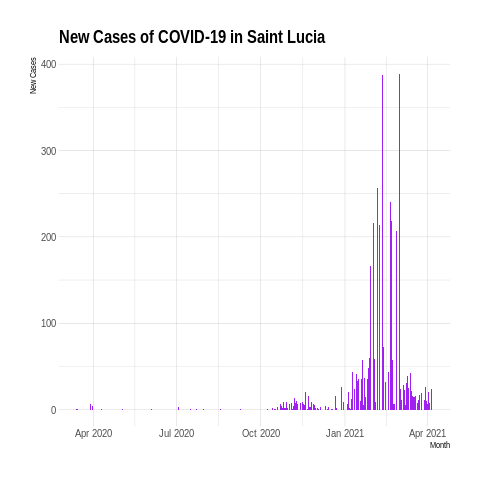 New Cases of COVID-19 in Saint Lucia
New Cases
400
300
200
100
0
Apr 2020 Jul 2020 Oct 2020 Jan 2021 Apr 2021
Month